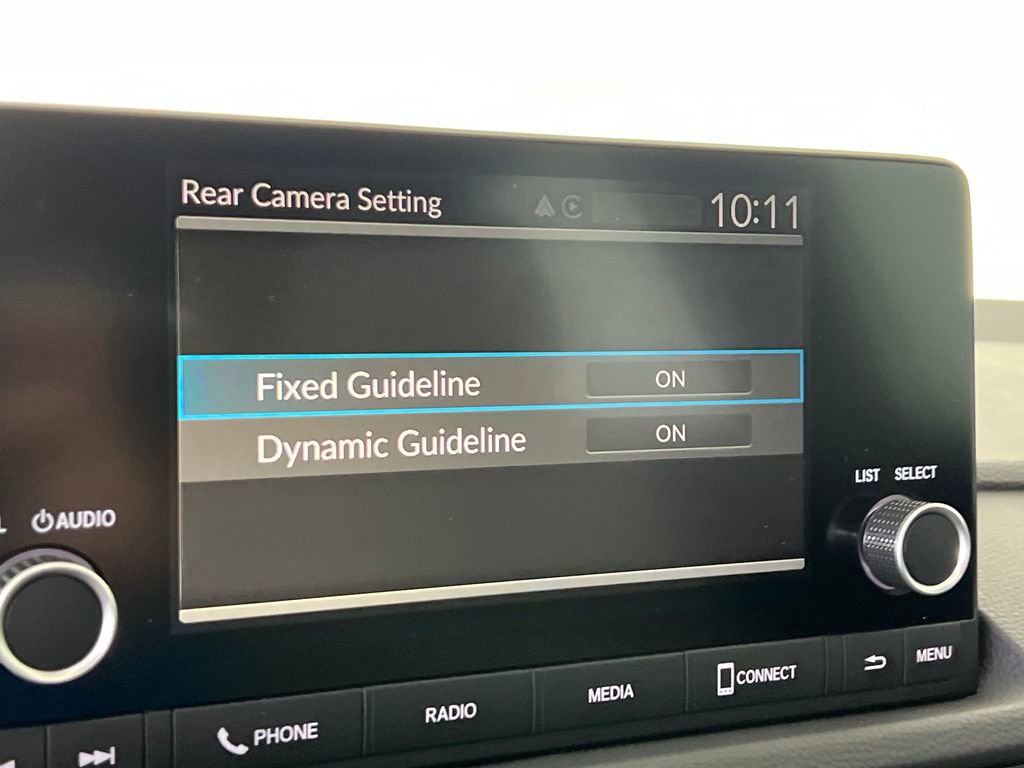 Rear Camera Setting
10:11
Fixed Guideline ON
Dynamic Guideline ON
LIST SELECT
AUDIO
PHONE
RADIO
MEDIA
CONNECT
MENU